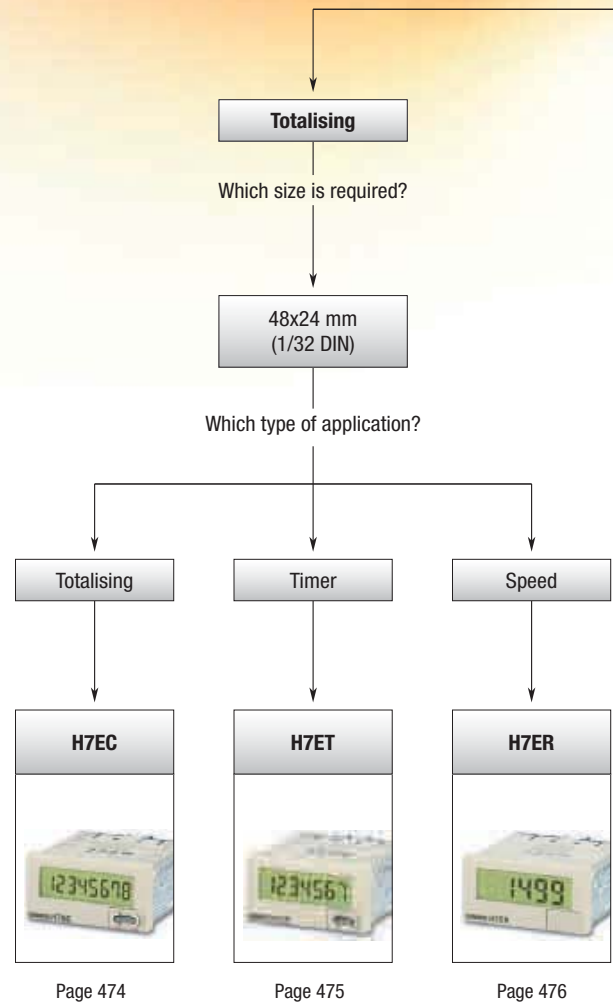 Totalising
Which size is required?
48x24 mm
(1/32 DIN)
Which type of application?
Totalising
Timer
Speed
H7EC
H7ET
H7ER
12345678
1234567
1499
Page 474
Page 475
Page 476